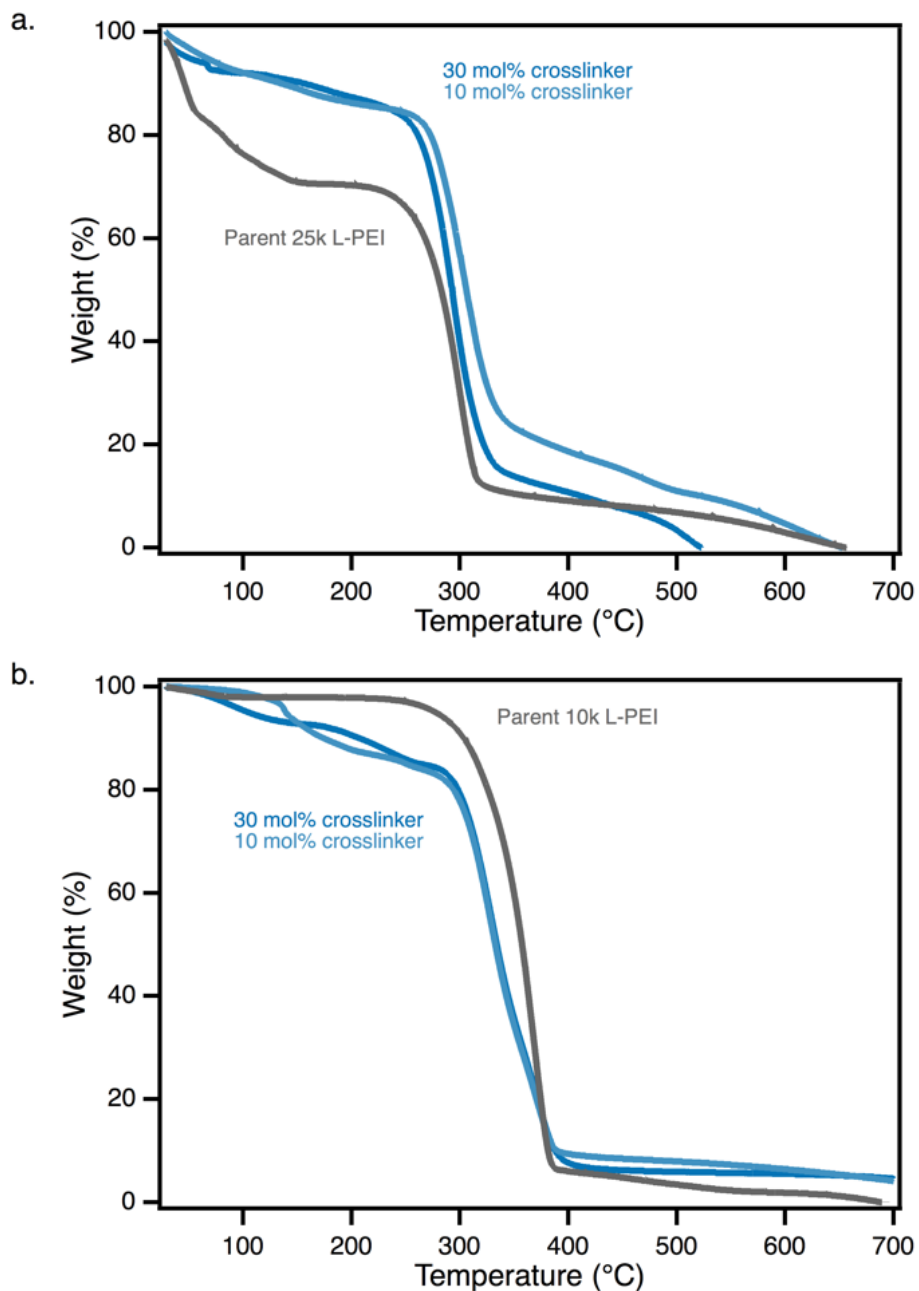 a.
100
80
60
40
20
0
Weight (%)
30 mol% crosslinker
10 mol% crosslinker
Parent 25k L-PEI
100 200 300 400 500 600 700
Temperature (°C)
b.
100
80
60
40
20
0
Weight (%)
Parent 10k L-PEI
30 mol% crosslinker
10 mol% crosslinker
100 200 300 400 500 600 700
Temperature (°C)